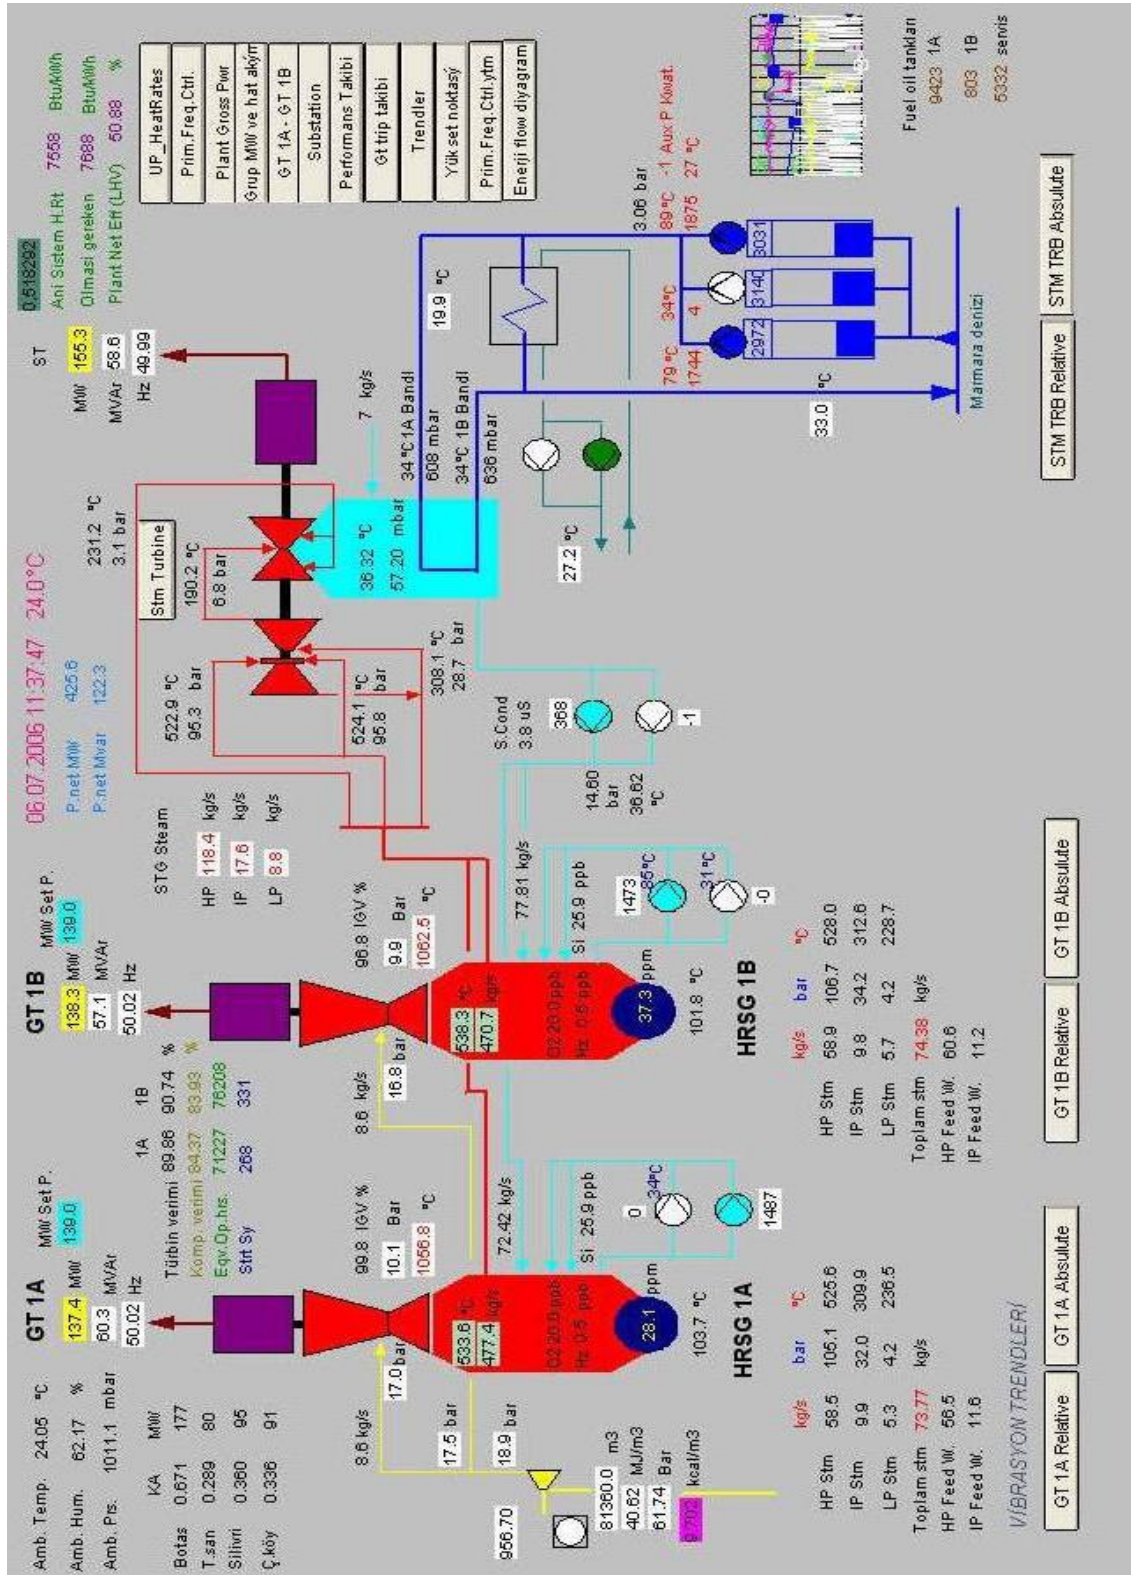 Amb. Temp. 24.05 °C
Amb. Hum. 62.17 %
Amb. Prs. 1011.1 mbar
KA MW
Botas 0.671 177
T.san 0.289 80
Silivri 0.360 95
Ç.köy 0.336 91
GT1A
MW Set P.
137.4 MW 139.0
60.3 MVAr
50.02 Hz
1A 1B
Türbin verimi 89.86 90.74 %
Komp. verimi 84.37 83.93 %
Eqv.Op.hrs. 71227 76208
Strt Sy 268 331
GT1B
MW Set P.
138.3 MW 139.0
57.1 MVAr
50.02 Hz
06.07.2006 11:37:47 24.0°C
P.net MW 425.6
P.net Mvar 122.3
STG Steam
HP 118.4 kg/s
IP 17.6 kg/s
LP 8.8 kg/s
ST
MW 155.3
MVAr 58.6
Hz 49.99
0.518292
Ani Sistem H.Rt 7558 Btu/kWh
Olmasi gereken 7688 Btu/kWh
Plant Net Eff (LHV) 50.88 %
UP_HeatRates
Prim.Freq.Ctrl.
Plant Gross Pwr
Grup MW ve hat akým
GT 1A - GT 1B
Substation
Performans Takibi
Gt trip takibi
Trendler
Yük set noktasý
Prim.Freq.Ctrl.ytm
Enerji flow diyagram
8.6 kg/s
17.0 bar
99.8 IGV %
10.1 Bar
1056.8 °C
8.6 kg/s
16.8 bar
96.8 IGV %
9.9 Bar
1062.5 °C
17.5 bar
18.9 bar
956.70
81360.0 m3
40.62 MJ/m3
61.74 Bar
9.702 kcal/m3
533.6 °C
477.4 kg/s
O2 20.0 ppb
Hz 0.5 ppb
28.1 ppm
103.7 °C
HRSG 1A
72.42 kg/s
Si 25.9 ppb
0
34°C
1487
538.3 °C
470.7 kg/s
O2 20.0 ppb
Hz 0.6 ppb
37.3 ppm
101.8 °C
HRSG 1B
77.81 kg/s
Si 25.9 ppb
1473
85°C
31°C
-0
522.9 °C
95.3 bar
524.1 °C
95.8 bar
308.1 °C
28.7 bar
Stm Turbine
190.2 °C
6.8 bar
231.2 °C
3.1 bar
36.32 °C
57.20 mbar
7 kg/s
S.Cond
3.8 uS
368
-1
14.60 bar
36.62 °C
34 °C 1A Bandl
608 mbar
34 °C 1B Bandl
636 mbar
19.9 °C
27.2 °C
33.0 °C
3.06 bar
79 °C
1744
34°C
4
89°C
1875
-1 Aux P Kwat.
27 °C
2972
3140
3031
Marmara denizi
Fuel oil tankları
9423 1A
803 1B
5332 servis
kg/s bar °C
HP Stm 58.5 105.1 525.6
IP Stm 9.9 32.0 309.9
LP Stm 5.3 4.2 236.5
Toplam stm 73.77 kg/s
HP Feed W. 56.5
IP Feed W. 11.6
kg/s bar °C
HP Stm 58.9 106.7 528.0
IP Stm 9.8 34.2 312.6
LP Stm 5.7 4.2 228.7
Toplam stm 74.38 kg/s
HP Feed W. 60.6
IP Feed W. 11.2
VİBRASYON TRENDLERİ
GT 1A Relative
GT 1A Absulute
GT 1B Relative
GT 1B Absulute
STM TRB Relative
STM TRB Absulute